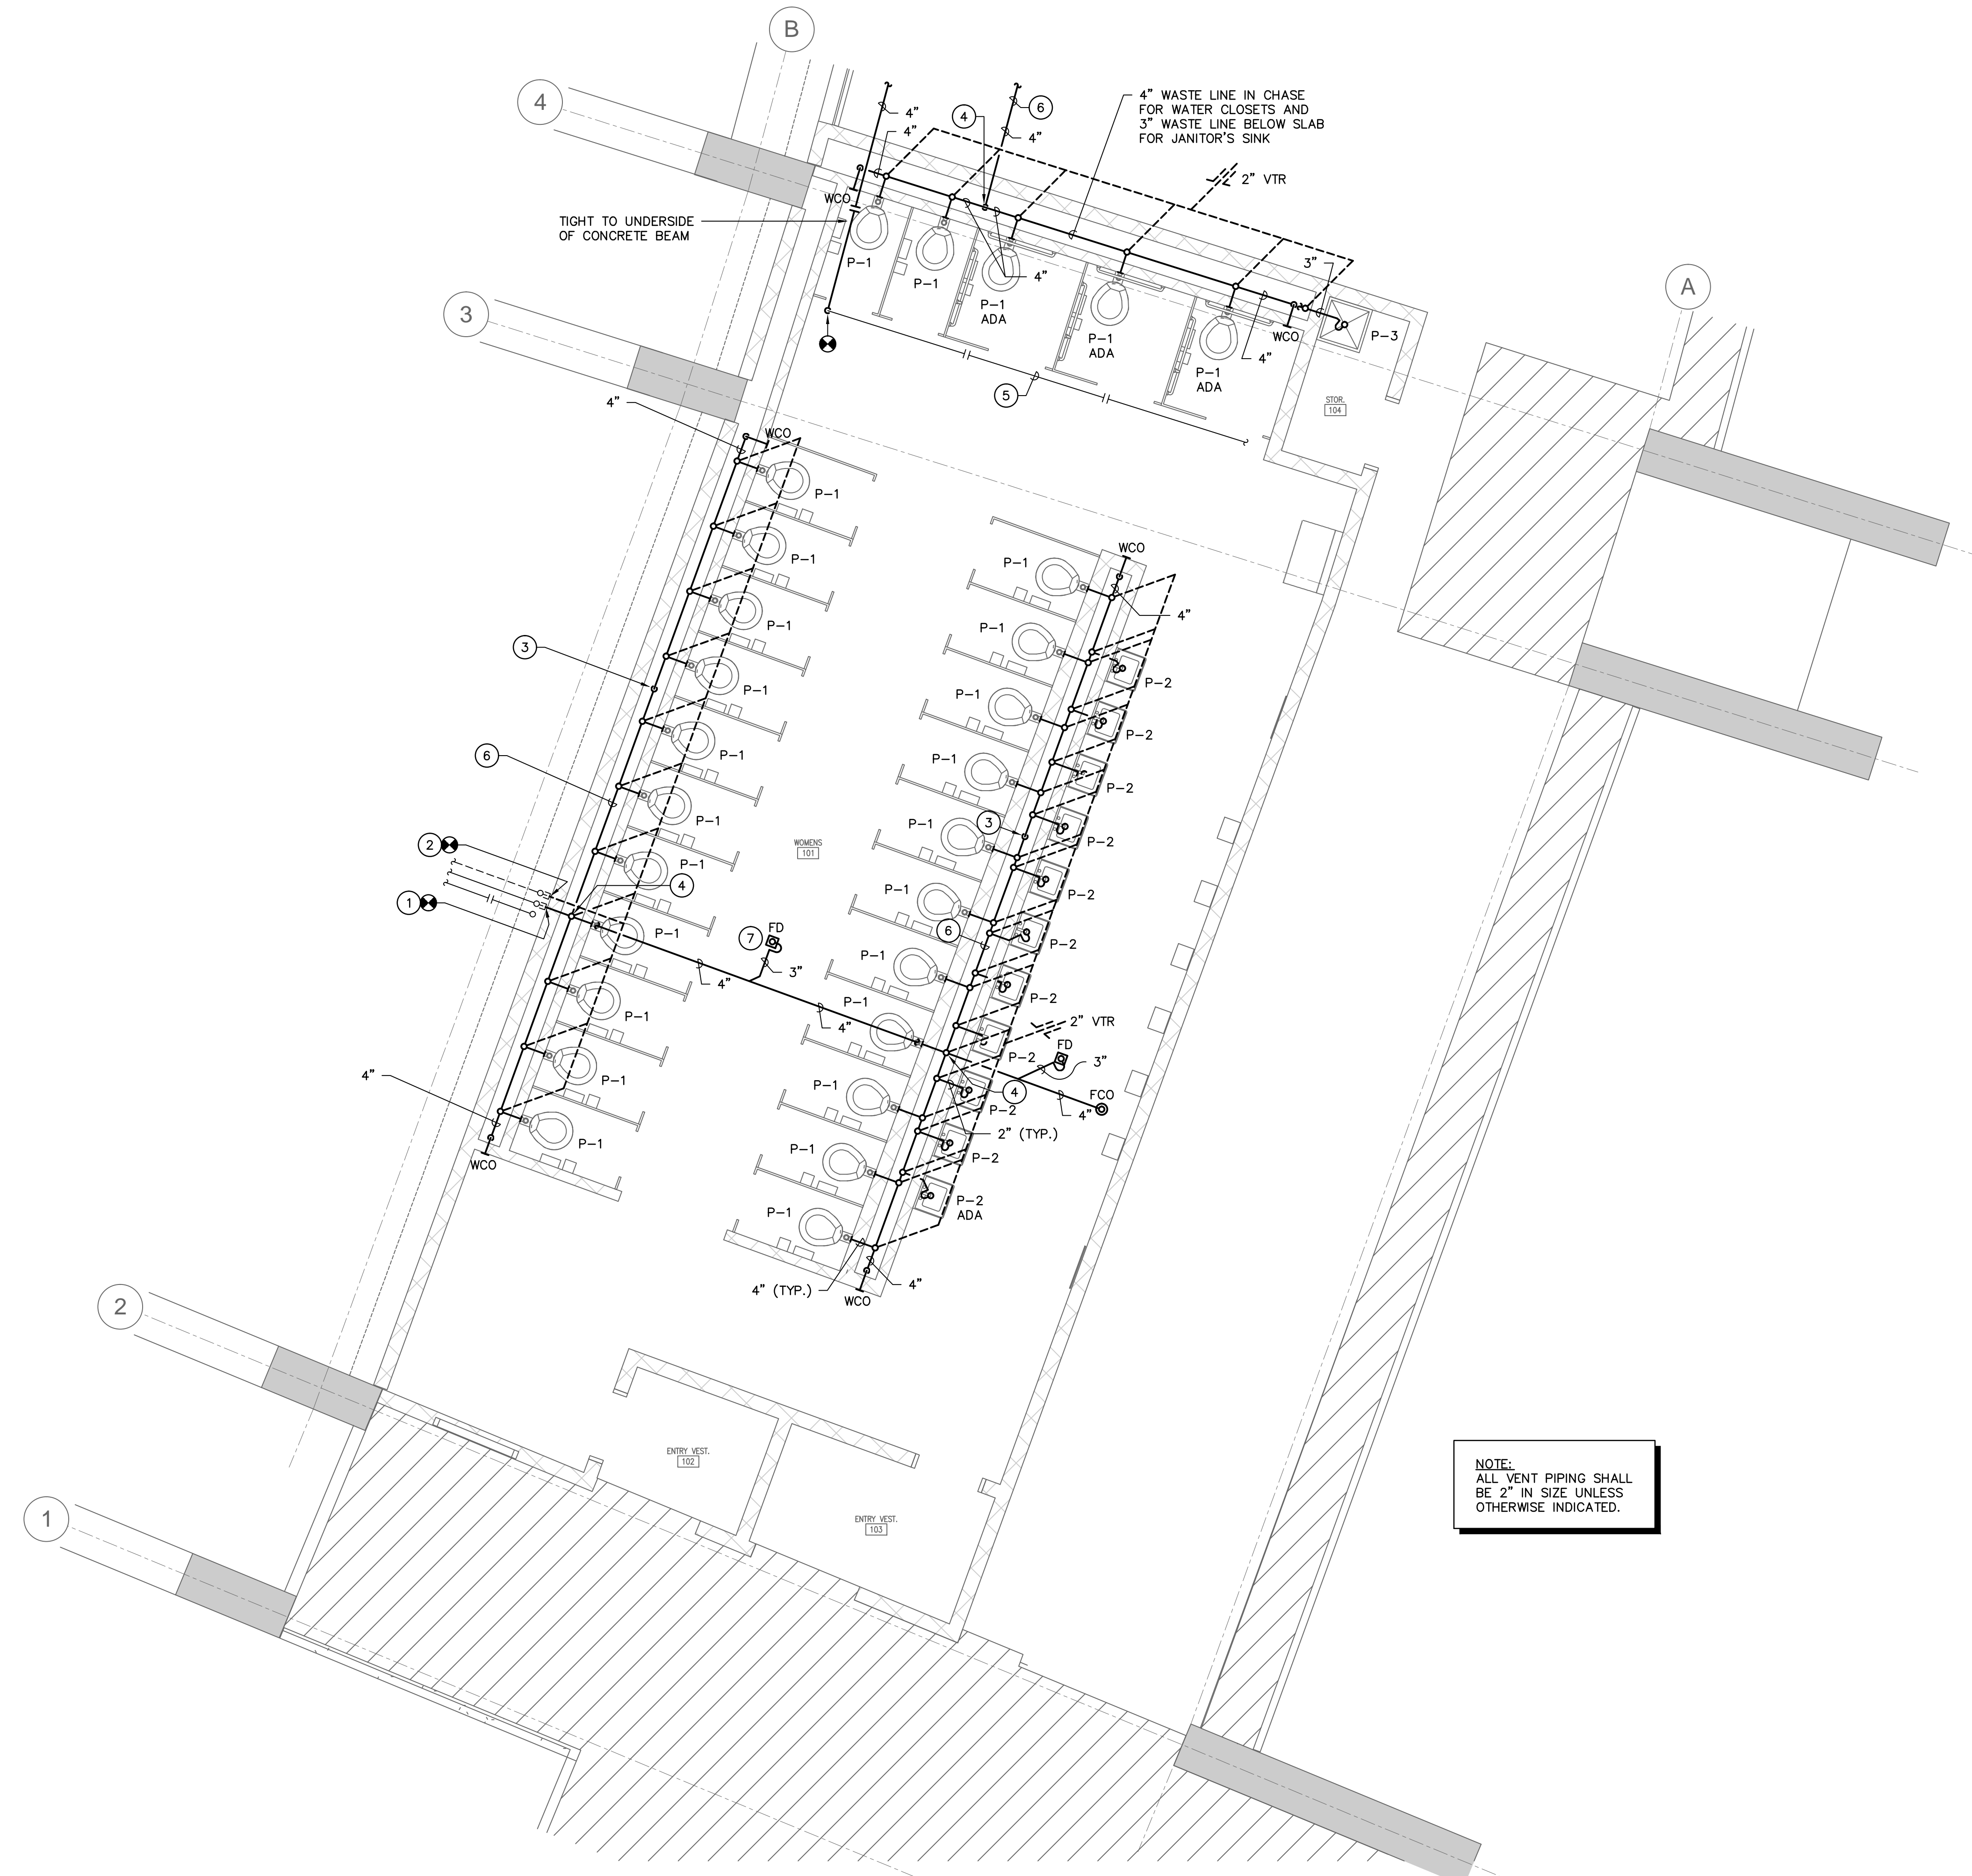 B
4
4"
4"
4
6
4"
4" WASTE LINE IN CHASE
FOR WATER CLOSETS AND
3" WASTE LINE BELOW SLAB
FOR JANITOR'S SINK
2" VTR
WCO
TIGHT TO UNDERSIDE
OF CONCRETE BEAM
P-1
P-1
4"
P-1
ADA
P-1
ADA
P-1
ADA
3"
WCO
P-3
4"
A
3
5
STOR.
104
4"
WCO
P-1
P-1
P-1
P-1
P-1
P-1
P-1
P-1
P-1
P-1
P-1
WCO
4"
3
6
2
1
4
WOMENS
101
7
FD
3"
4"
4"
WCO
4"
P-1
P-1
P-1
P-1
P-1
P-1
P-1
P-1
P-1
P-1
P-1
3
6
P-2
P-2
P-2
P-2
P-2
P-2
P-2
P-2
P-2
P-2
P-2
ADA
2" VTR
FD
3"
FCO
4"
4
2" (TYP.)
4" (TYP.)
4"
WCO
2
ENTRY VEST.
102
ENTRY VEST.
103
1
NOTE:
ALL VENT PIPING SHALL
BE 2" IN SIZE UNLESS
OTHERWISE INDICATED.